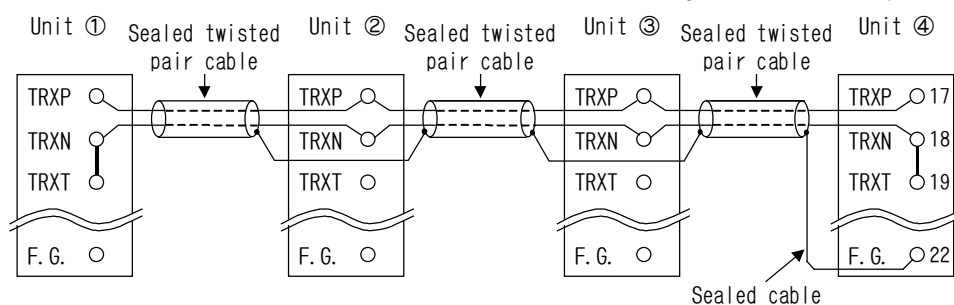 Unit ① Sealed twisted pair cable Unit ② Sealed twisted pair cable Unit ③ Sealed twisted pair cable Unit ④
TRXP TRXP TRXP TRXP 17
TRXN TRXN TRXN TRXN 18
TRXT TRXT TRXT TRXT 19
F.G. F.G. F.G. F.G. 22
Sealed cable